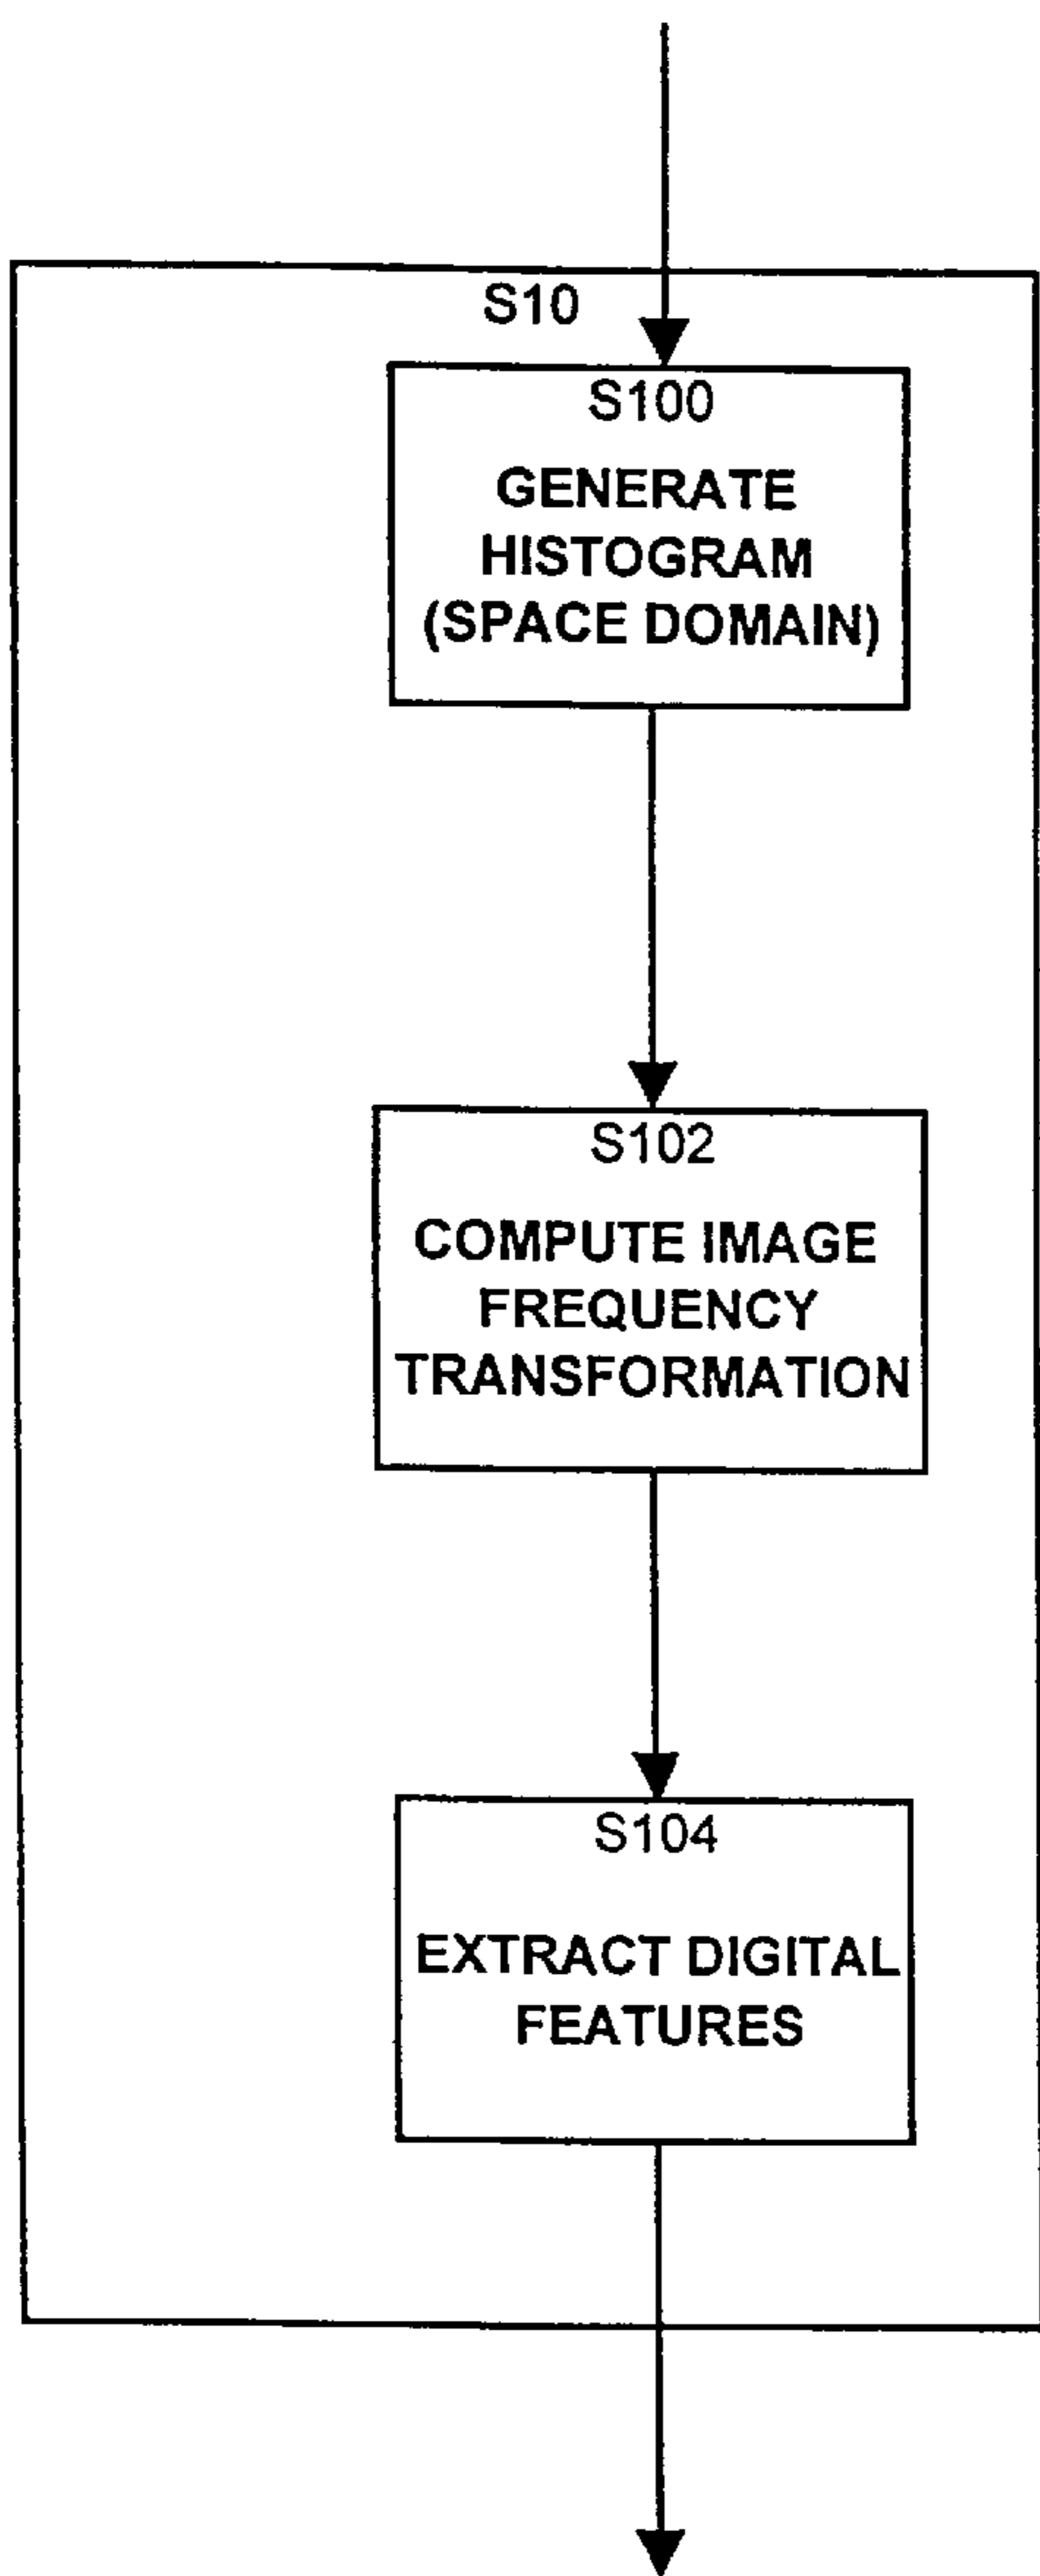 S10
S100
GENERATE
HISTOGRAM
(SPACE DOMAIN)
S102
COMPUTE IMAGE
FREQUENCY
TRANSFORMATION
S104
EXTRACT DIGITAL
FEATURES